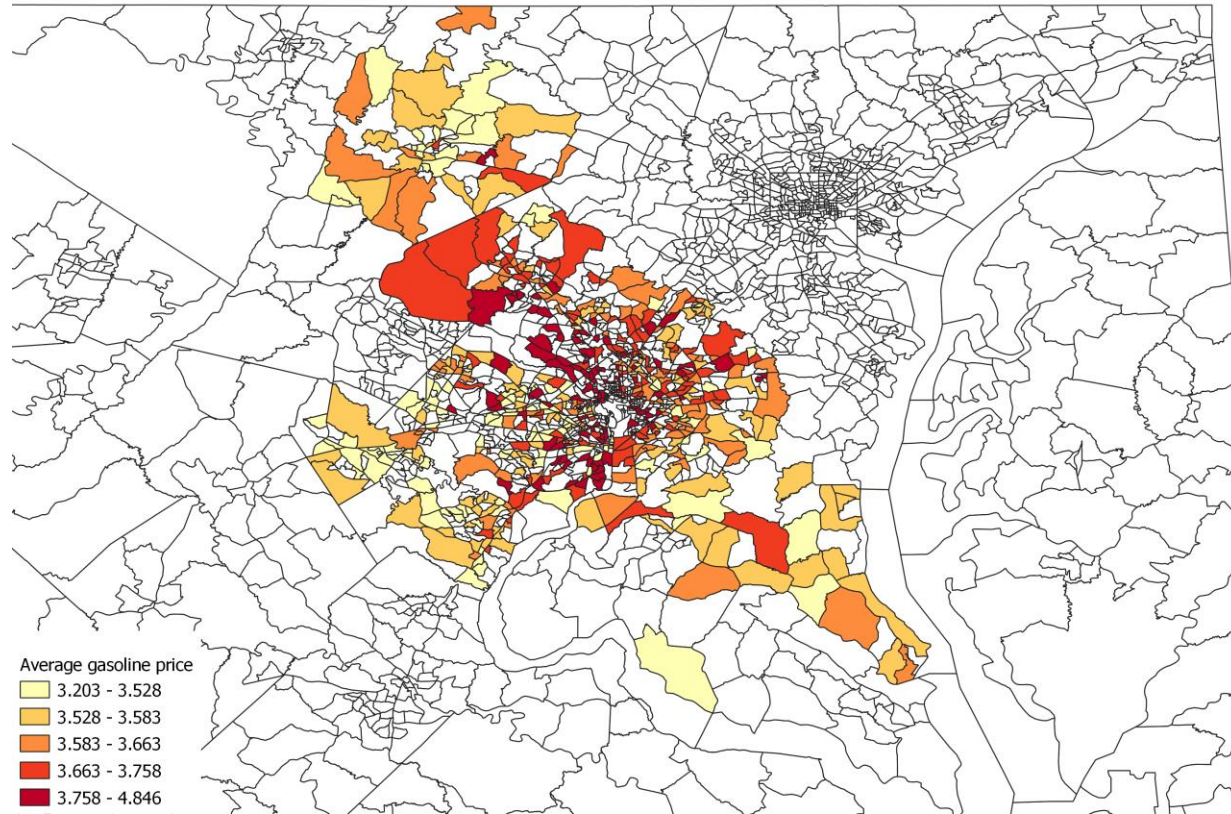 Average gasoline price
3.203 - 3.528
3.528 - 3.583
3.583 - 3.663
3.663 - 3.758
3.758 - 4.846